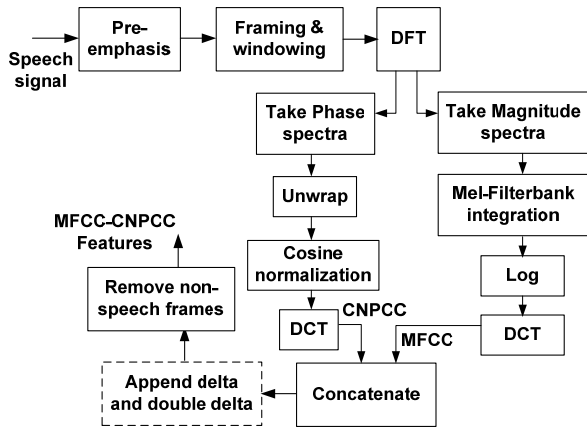 Pre-
emphasis
Framing &
windowing
DFT
Speech
signal
Take Phase
spectra
Take Magnitude
spectra
Unwrap
Mel-Filterbank
integration
MFCC-CNPCC
Features
Cosine
normalization
Log
Remove non-
speech frames
CNPCC
DCT
MFCC
DCT
Append delta
and double delta
Concatenate